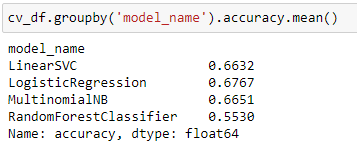 cv_df.groupby('model_name').accuracy.mean()
model_name
LinearSVC 0.6632
LogisticRegression 0.6767
MultinomialNB 0.6651
RandomForestClassifier 0.5530
Name: accuracy, dtype: float64